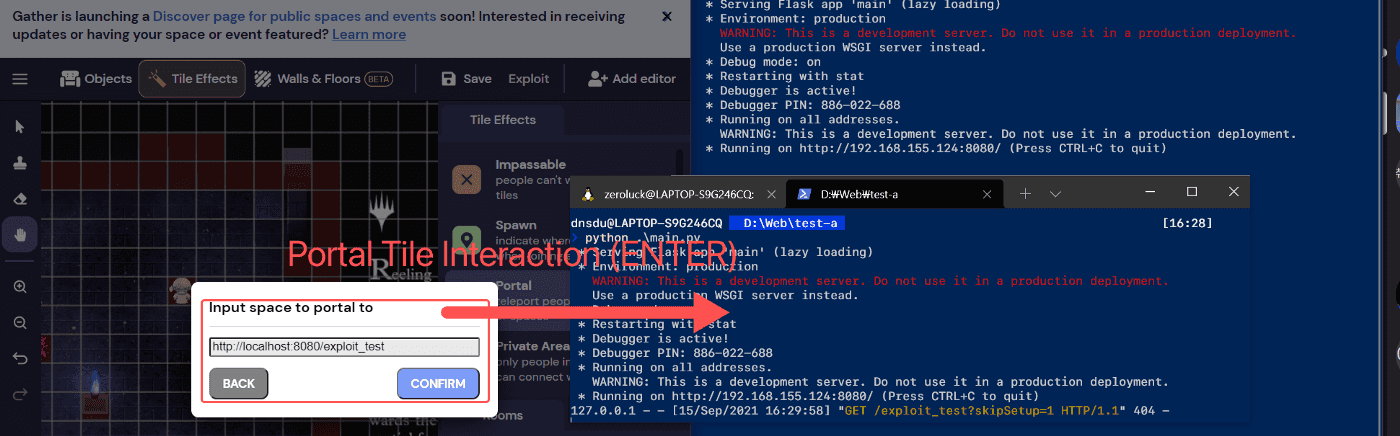 Gather is launching a Discover page for public spaces and events soon! Interested in receiving
updates or having your space or event featured? Learn more
Objects
Tile Effects
Walls & Floors BETA
Save
Exploit
Add editor
Tile Effects
Impassable
people can't w
tiles
Spawn
indicate where
Portal
teleport peop
Private Area
only people in
can connect w
Rooms
Reeling
wards the
Portal Tile Interaction (ENTER)
Input space to portal to
http://localhost:8080/exploit_test
BACK
CONFIRM
* Serving Flask app 'main' (lazy loading)
* Environment: production
WARNING: This is a development server. Do not use it in a production deployment.
Use a production WSGI server instead.
* Debug mode: on
* Restarting with stat
* Debugger is active!
* Debugger PIN: 886-022-688
* Running on all addresses.
WARNING: This is a development server. Do not use it in a production deployment.
* Running on http://192.168.155.124:8080/ (Press CTRL+C to quit)
zeroluck@LAPTOP-S9G246CQ:
D:₩Web₩test-a
dnsdu@LAPTOP-S9G246CQ D:\Web\test-a [16:28]
python .\main.py
* Serving Flask app 'main' (lazy loading)
* Environment: production
WARNING: This is a development server. Do not use it in a production deployment.
Use a production WSGI server instead.
* Restarting with stat
* Debugger is active!
* Debugger PIN: 886-022-688
* Running on all addresses.
WARNING: This is a development server. Do not use it in a production deployment.
* Running on http://192.168.155.124:8080/ (Press CTRL+C to quit)
127.0.0.1 - - [15/Sep/2021 16:29:58] "GET /exploit_test?skipSetup=1 HTTP/1.1" 404 -